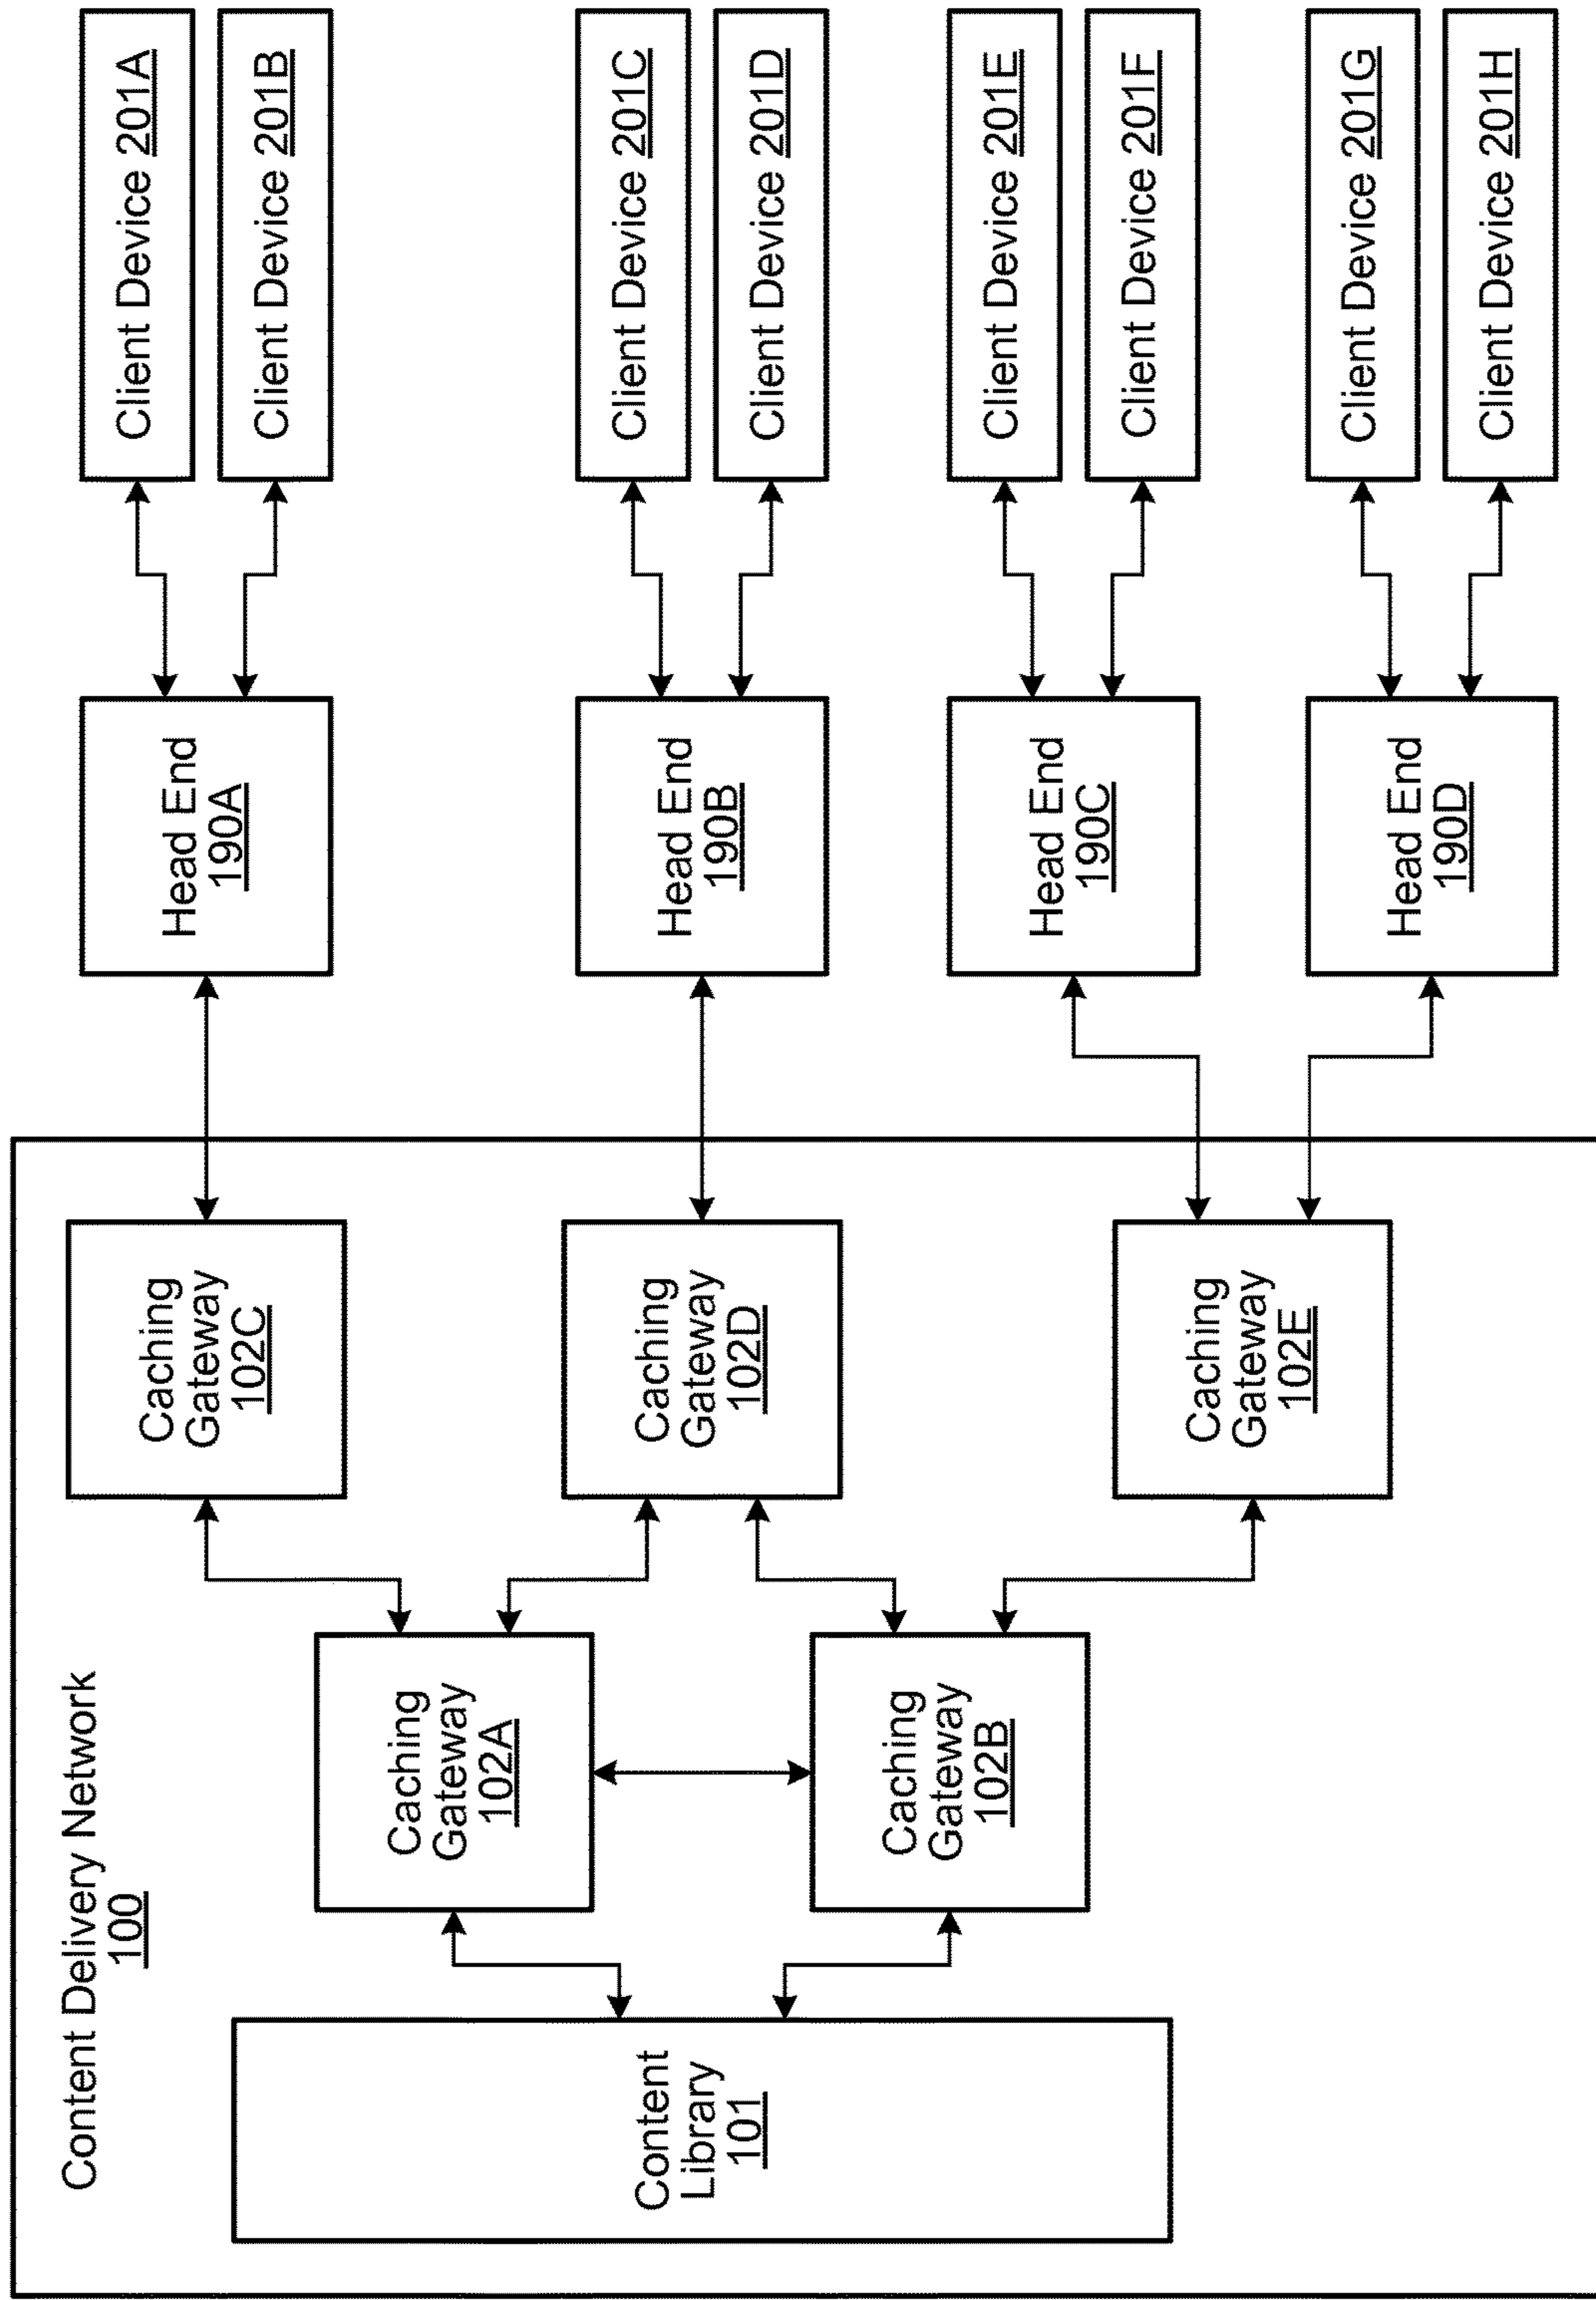 Content Delivery Network
100
Content
Library
101
Caching
Gateway
102A
Caching
Gateway
102B
Caching
Gateway
102C
Caching
Gateway
102D
Caching
Gateway
102E
Head End
190A
Head End
190B
Head End
190C
Head End
190D
Client Device 201A
Client Device 201B
Client Device 201C
Client Device 201D
Client Device 201E
Client Device 201F
Client Device 201G
Client Device 201H